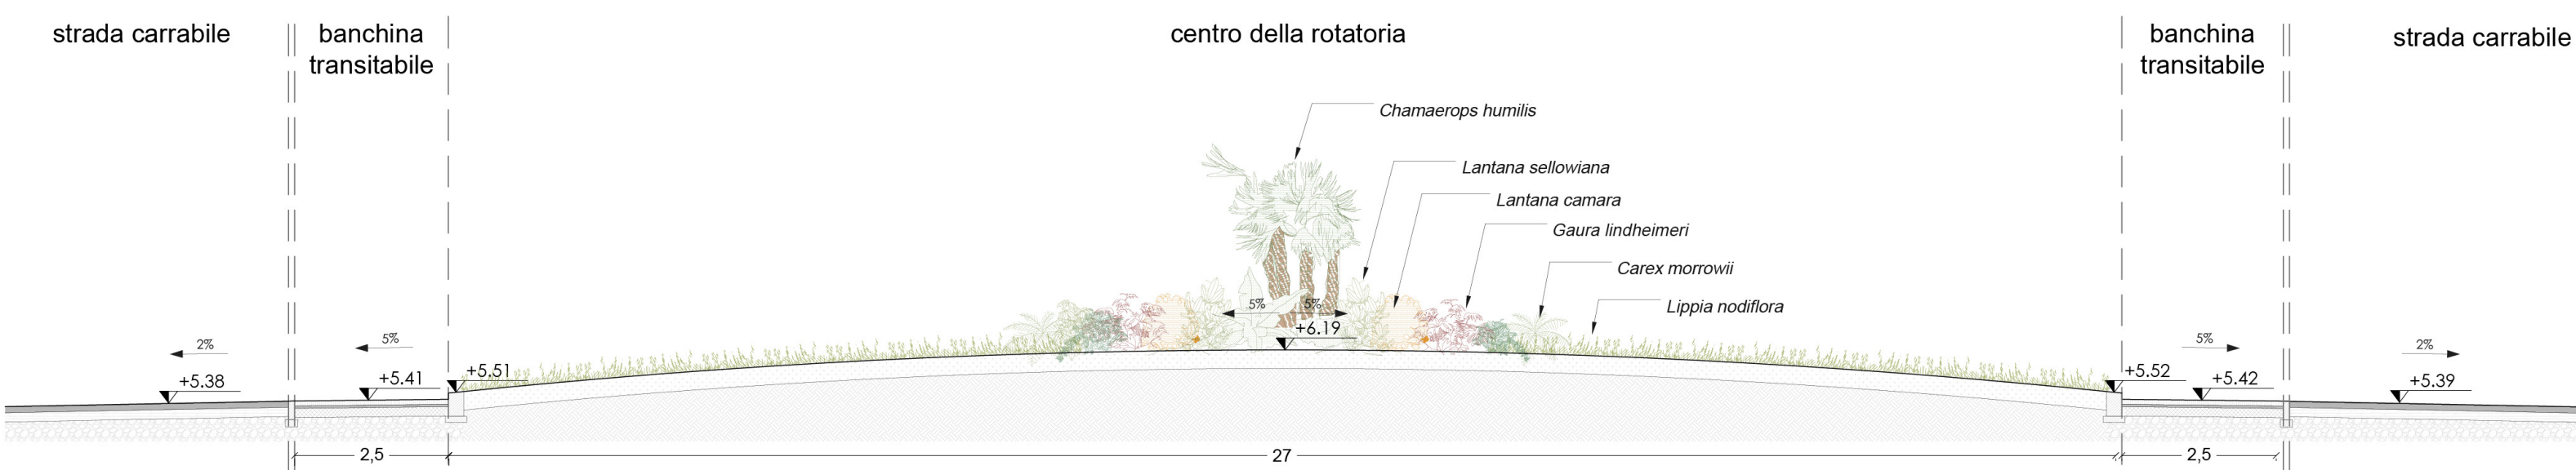 strada carrabile
banchina
transitabile
centro della rotatoria
banchina
transitabile
strada carrabile
Chamaerops humilis
Lantana sellowiana
Lantana camara
Gaura lindheimeri
Carex morrowii
Lippia nodiflora
5% 5%
+6.19
2%
5%
5%
2%
+5.38
+5.41
+5.51
+5.52
+5.42
+5.39
2,5
27
2,5